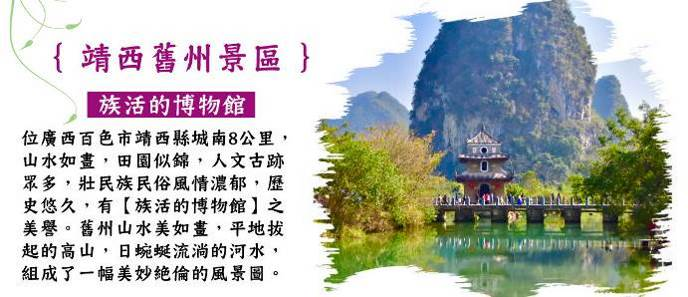 { 靖西舊州景區 }
族活的博物館
位廣西百色市靖西縣城南8公里，
山水如畫，田園似錦，人文古跡
眾多，壯民族民俗風情濃郁，歷
史悠久，有【族活的博物館】之
美譽。舊州山水美如畫，平地拔
起的高山，日蜿蜒流淌的河水，
組成了一幅美妙絕倫的風景圖。